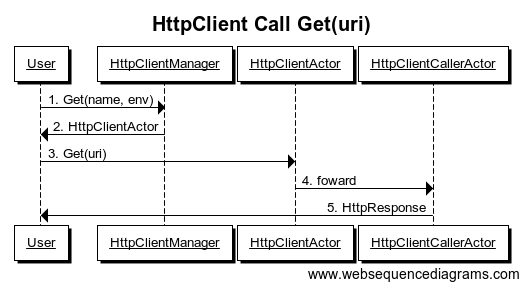 HttpClient Call Get(uri)
User HttpClientManager HttpClientActor HttpClientCallerActor
1. Get(name, env)
2. HttpClientActor
3. Get(uri)
4. foward
5. HttpResponse
User HttpClientManager HttpClientActor HttpClientCallerActor
www.websequencediagrams.com